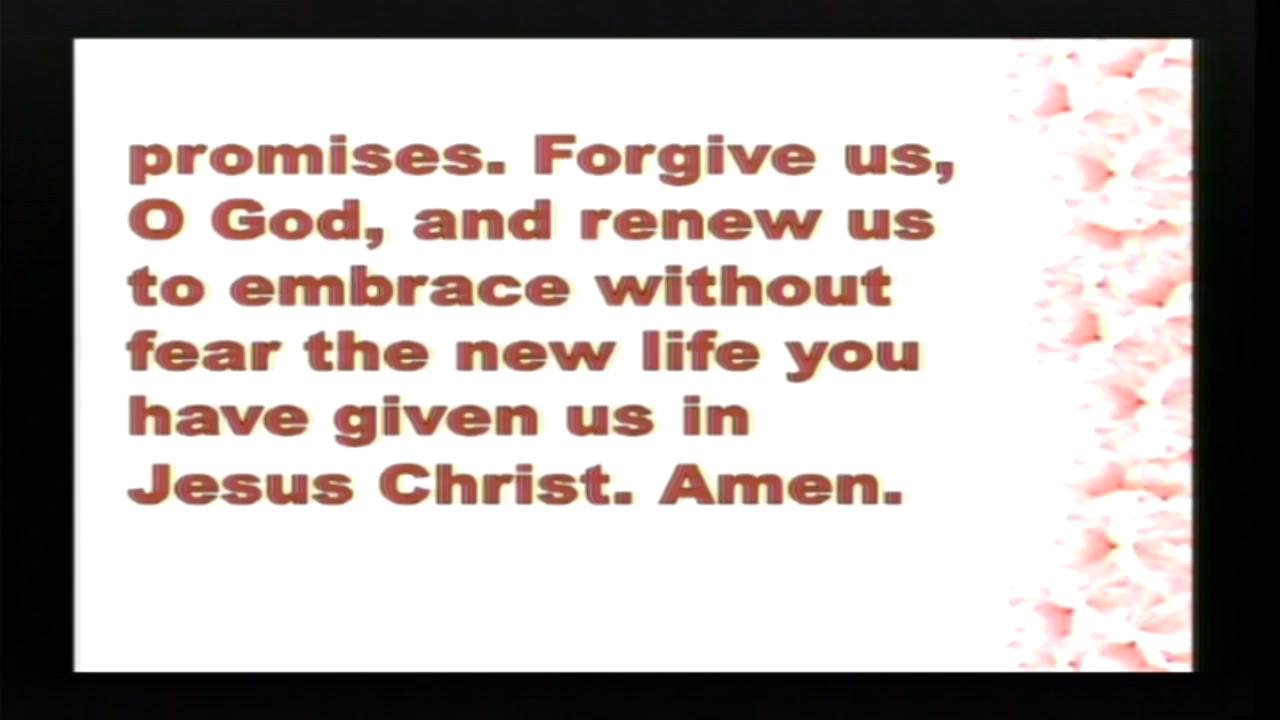 promises. Forgive us,
O God, and renew us
to embrace without
fear the new life you
have given us in
Jesus Christ. Amen.